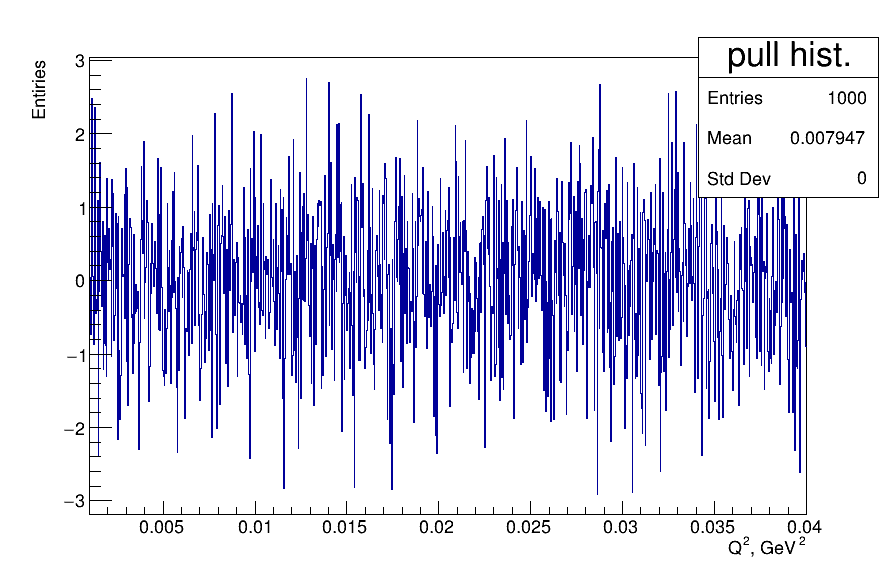 pull hist.
Entries 1000
Mean 0.007947
Std Dev 0
Entiries
3
2
1
0
−1
−2
−3
0.005 0.01 0.015 0.02 0.025 0.03 0.035 0.04
Q², GeV²